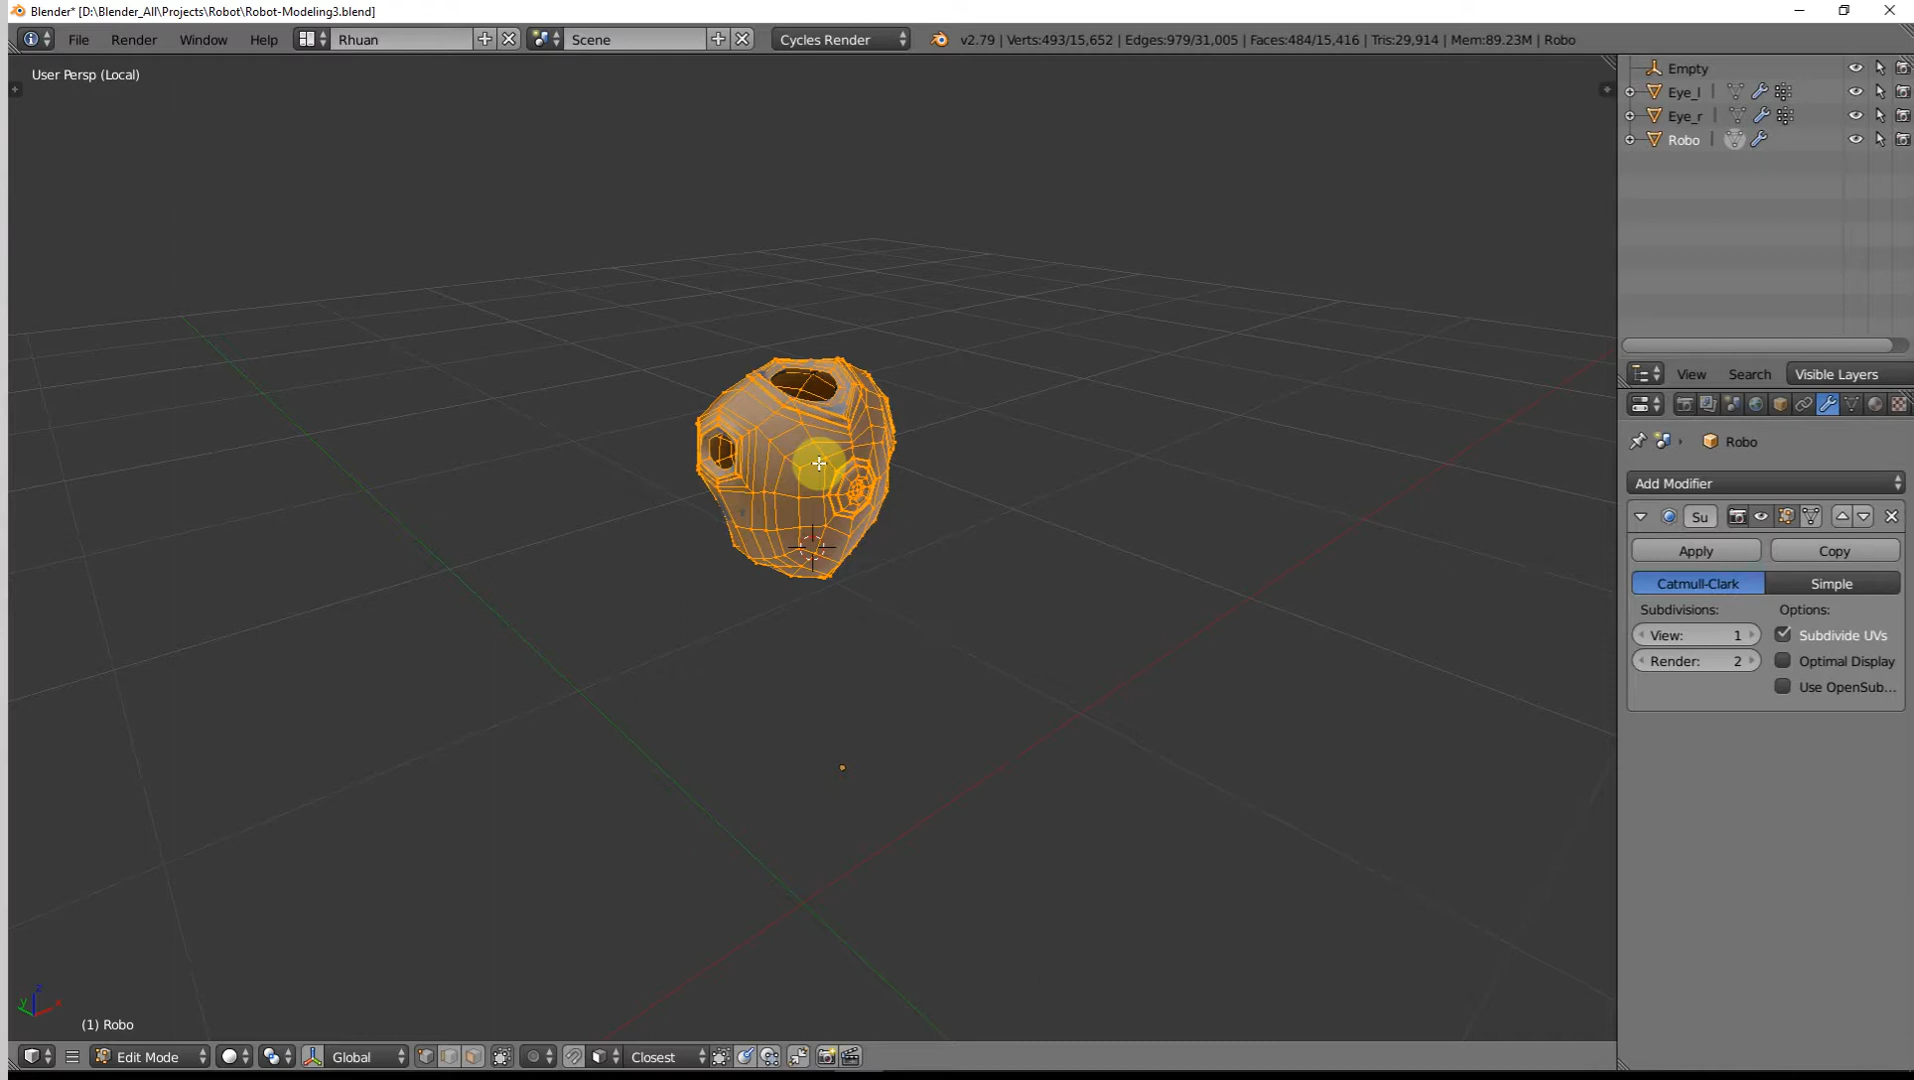 Blender* [D:\Blender_All\Projects\Robot\Robot-Modeling3.blend]
File Render Window Help Rhuan Scene Cycles Render v2.79 | Verts:493/15,652 | Edges:979/31,005 | Faces:484/15,416 | Tris:29,914 | Mem:89.23M | Robo
User Persp (Local)
Empty
Eye_l
Eye_r
Robo
View Search Visible Layers
Robo
Add Modifier
Su
Apply Copy
Catmull-Clark Simple
Subdivisions: Options:
View: 1 Subdivide UVs
Render: 2 Optimal Display
Use OpenSub...
z
y x
(1) Robo
Edit Mode Global Closest